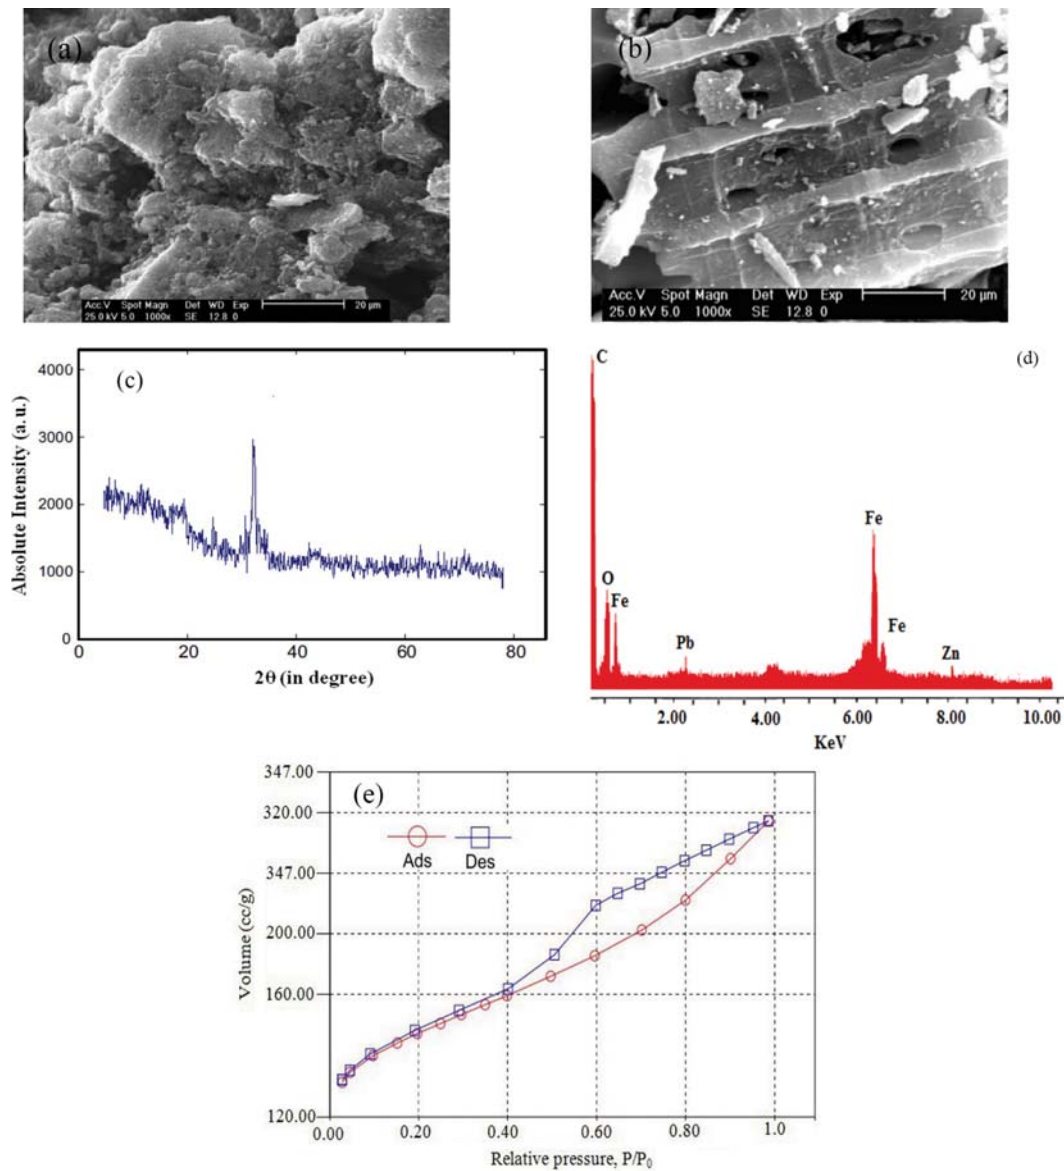 (a)
Acc.V Spot Magn Det WD Exp 20 µm
25.0 kV 5.0 1000x SE 12.8 0
(b)
Acc.V Spot Magn Det WD Exp 20 µm
25.0 kV 5.0 1000x SE 12.8 0
(c)
4000
3000
2000
1000
0
0 20 40 60 80
Absolute Intensity (a.u.)
2θ (in degree)
(d)
C
O
Fe
Pb
Fe
Fe
Zn
2.00 4.00 6.00 8.00 10.00
KeV
(e)
347.00
320.00
347.00
200.00
160.00
120.00
Volume (cc/g)
Ads Des
0.00 0.20 0.40 0.60 0.80 1.0
Relative pressure, P/P₀